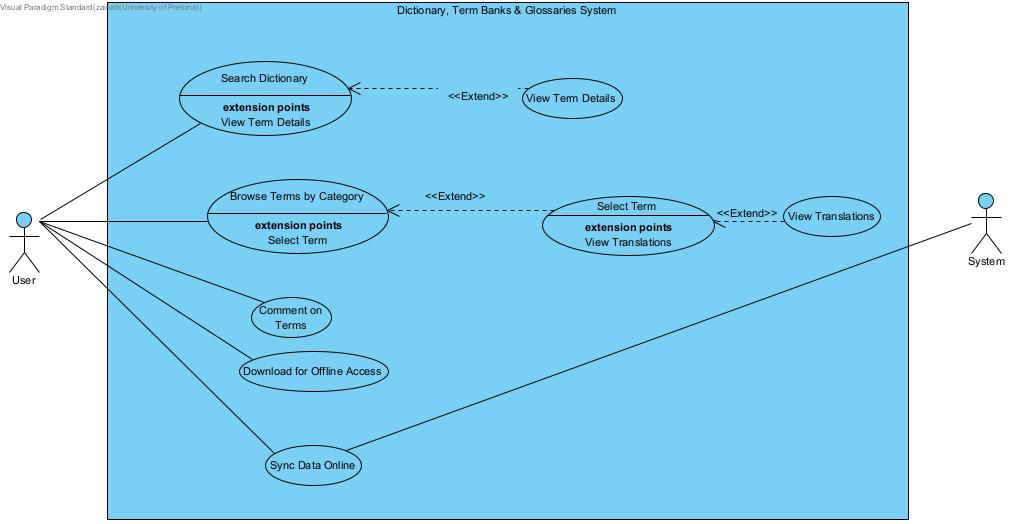 Visual Paradigm Standard(zainab(University of Pretoria))
Dictionary, Term Banks & Glossaries System
Search Dictionary
extension points
View Term Details
<<Extend>>
View Term Details
Browse Terms by Category
extension points
Select Term
<<Extend>>
Select Term
extension points
View Translations
<<Extend>>
View Translations
User
System
Comment on
Terms
Download for Offline Access
Sync Data Online